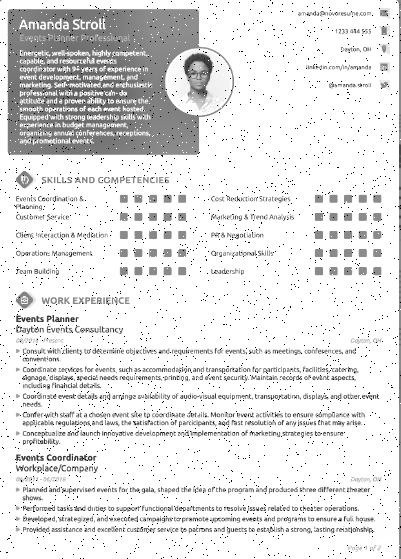 Amanda Stroll
Events Planner Professional
Energetic, well-spoken, highly competent,
capable, and resourceful events
coordinator with 9+ years of experience in
event development, management, and
marketing. Self-motivated and enthusiastic
professional with a positive can-do
attitude and a proven ability to ensure the
smooth operations of each event hosted.
Equipped with strong leadership skills with
experience in budget management,
organizing annual conferences, receptions,
and promotional events.
amanda@novoresume.com
1233 444 555
Dayton, OH
linkedin.com/in/amanda
@amanda.stroll
SKILLS AND COMPETENCIES
Events Coordination &
Planning
Cost Reduction Strategies
Customer Service
Marketing & Trend Analysis
Client Interaction & Mediation
PR & Negotiation
Operations Management
Organizational Skills
Team Building
Leadership
WORK EXPERIENCE
Events Planner
Dayton Events Consultancy
- Present
Dayton, OH
Consult with clients to determine objectives and requirements for events, such as meetings, conferences, and
conventions.
Coordinate services for events, such as accommodation and transportation for participants, facilities, catering,
signage, displays, special needs requirements, printing, and event security. Maintain records of event aspects,
including financial details.
Coordinate event details and arrange availability of audio-visual equipment, transportation, displays, and other event
needs.
Confer with staff at a chosen event site to coordinate details. Monitor event activities to ensure compliance with
applicable regulations and laws, the satisfaction of participants, and fast resolution of any issues that may arise.
Conceptualize and launch innovative development and implementation of marketing strategies to ensure
profitability.
Events Coordinator
Workplace/Company
Dayton, OH
Planned and supervised events for the gala, shaped the idea of the program and produced three different theater
shows.
Performed tasks and duties to support functional departments to resolve issues related to theater operations.
Developed, strategized, and executed campaigns to promote upcoming events and programs to ensure a full house.
Provided assistance and excellent customer service to patrons and guests to establish a strong, lasting relationship.
Page 1 of 2